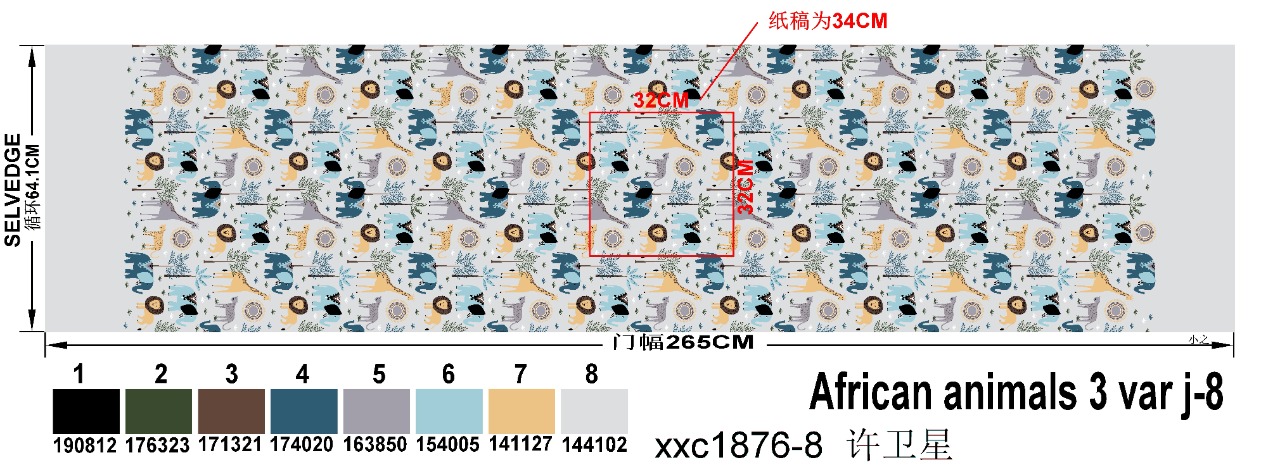 纸稿为34CM
32CM
32CM
SELVEDGE
循环64.1CM
门幅265CM
小之
1 2 3 4 5 6 7 8
190812 176323 171321 174020 163850 154005 141127 144102
African animals 3 var j-8
xxc1876-8 许卫星